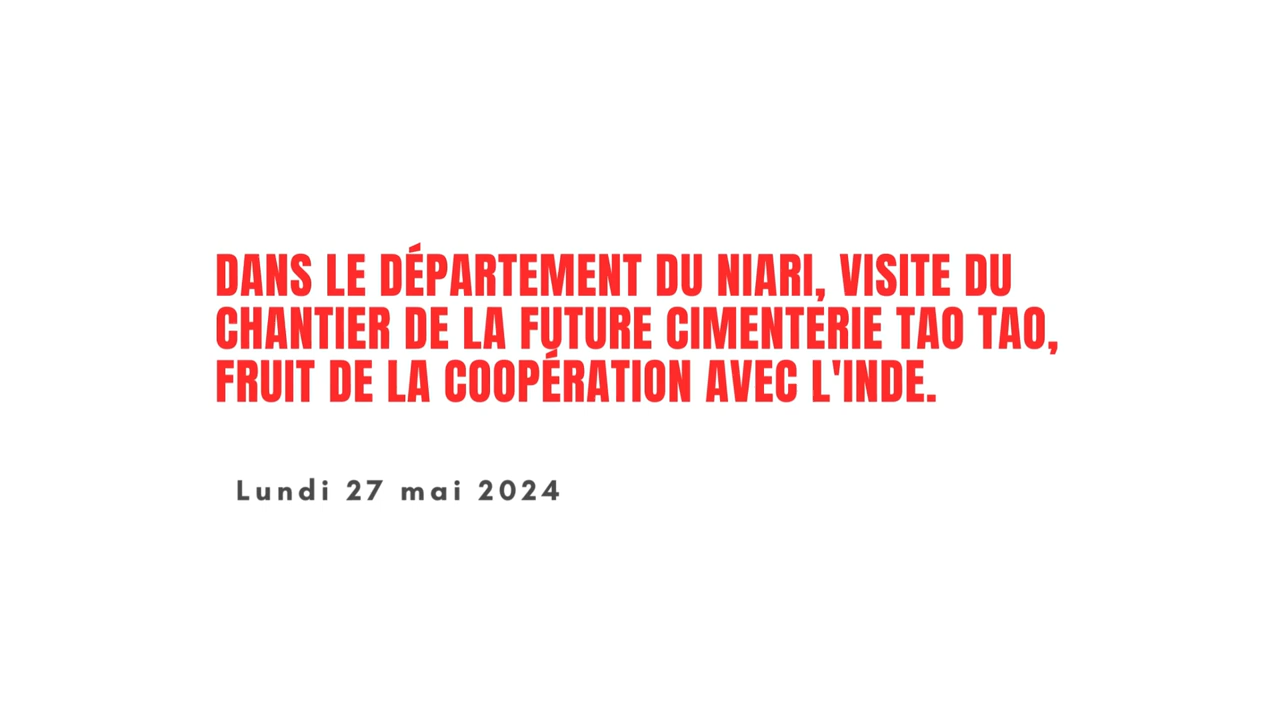 DANS LE DÉPARTEMENT DU NIARI, VISITE DU
CHANTIER DE LA FUTURE CIMENTERIE TAO TAO,
FRUIT DE LA COOPÉRATION AVEC L'INDE.
Lundi 27 mai 2024